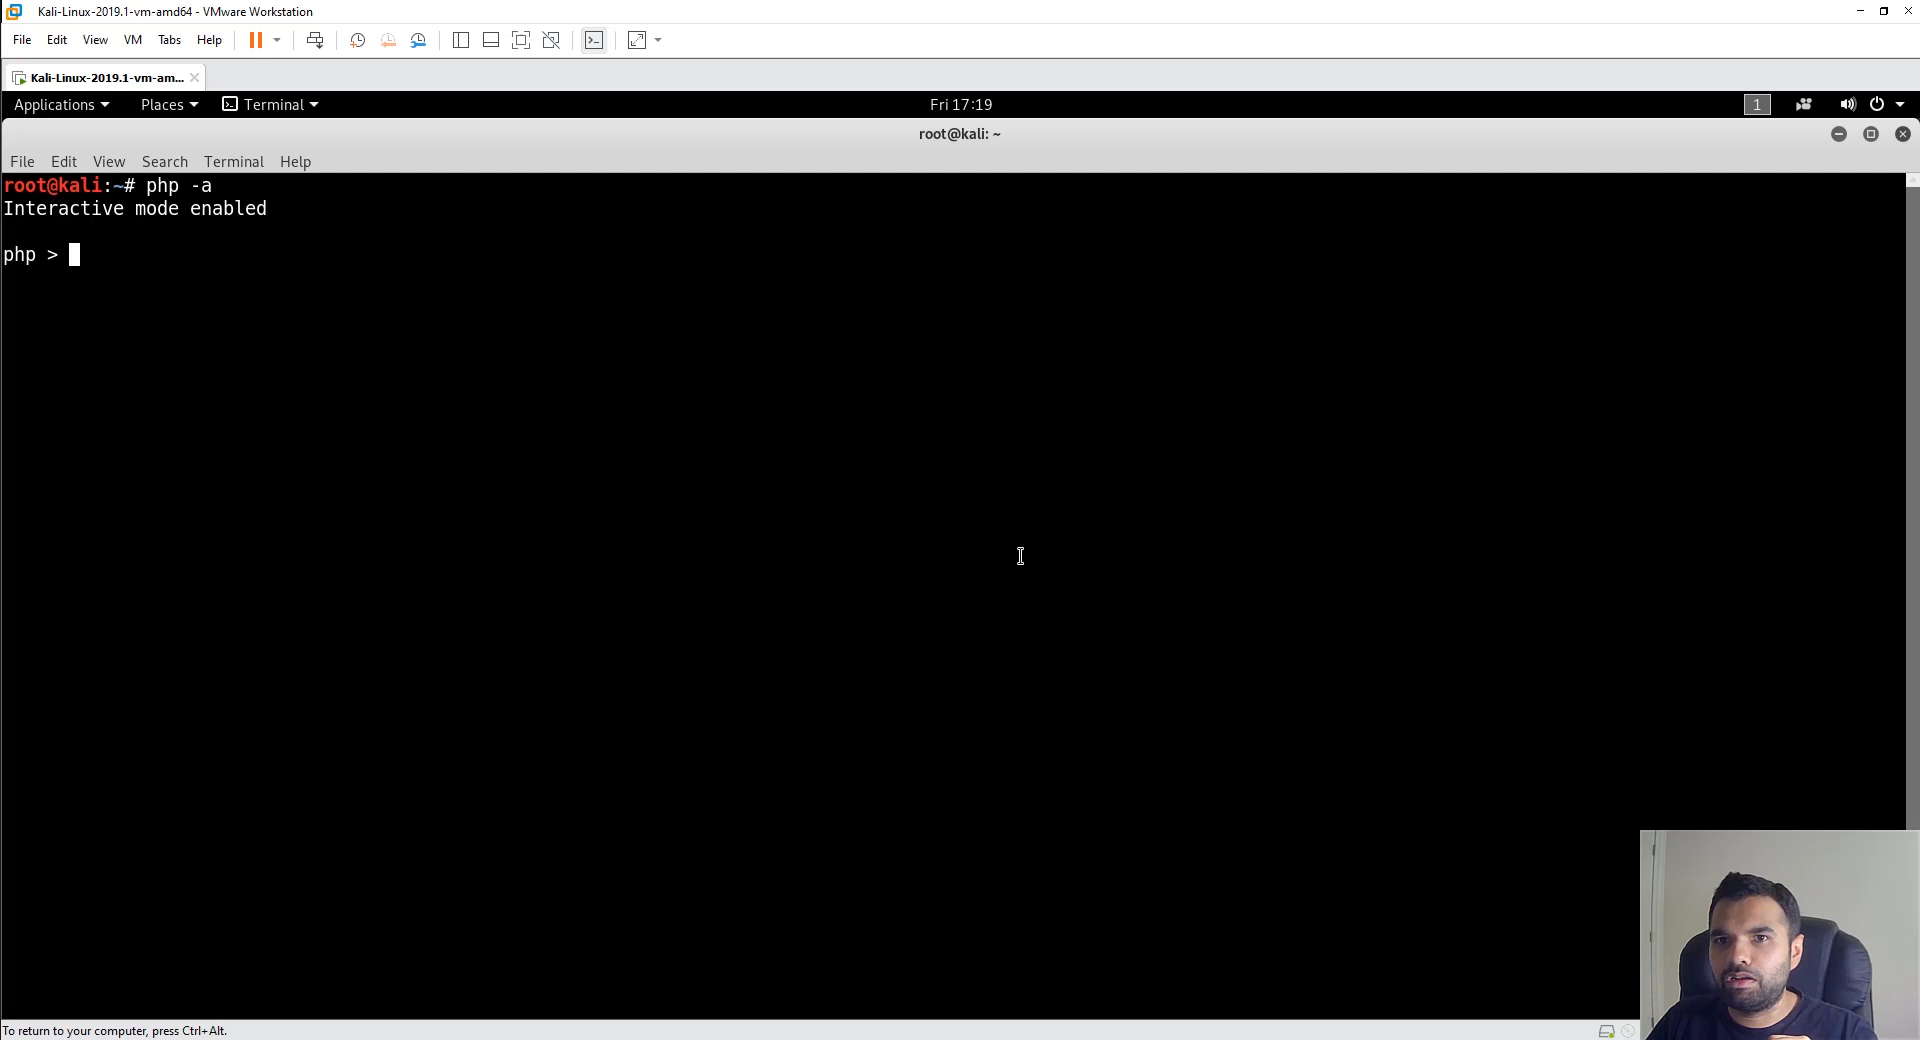 Kali-Linux-2019.1-vm-amd64 - VMware Workstation
File Edit View VM Tabs Help
Kali-Linux-2019.1-vm-am...
Applications Places Terminal Fri 17:19 1
root@kali: ~
File Edit View Search Terminal Help
root@kali:~# php -a
Interactive mode enabled
php >
To return to your computer, press Ctrl+Alt.